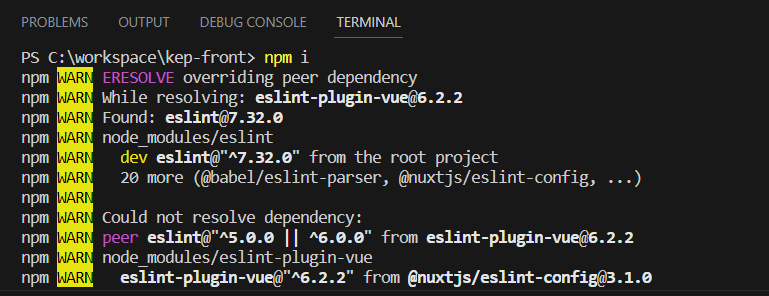 PROBLEMS OUTPUT DEBUG CONSOLE TERMINAL
PS C:\workspace\kep-front> npm i
npm WARN ERESOLVE overriding peer dependency
npm WARN While resolving: eslint-plugin-vue@6.2.2
npm WARN Found: eslint@7.32.0
npm WARN node_modules/eslint
npm WARN   dev eslint@"^7.32.0" from the root project
npm WARN   20 more (@babel/eslint-parser, @nuxtjs/eslint-config, ...)
npm WARN
npm WARN Could not resolve dependency:
npm WARN peer eslint@"^5.0.0 || ^6.0.0" from eslint-plugin-vue@6.2.2
npm WARN node_modules/eslint-plugin-vue
npm WARN   eslint-plugin-vue@"^6.2.2" from @nuxtjs/eslint-config@3.1.0